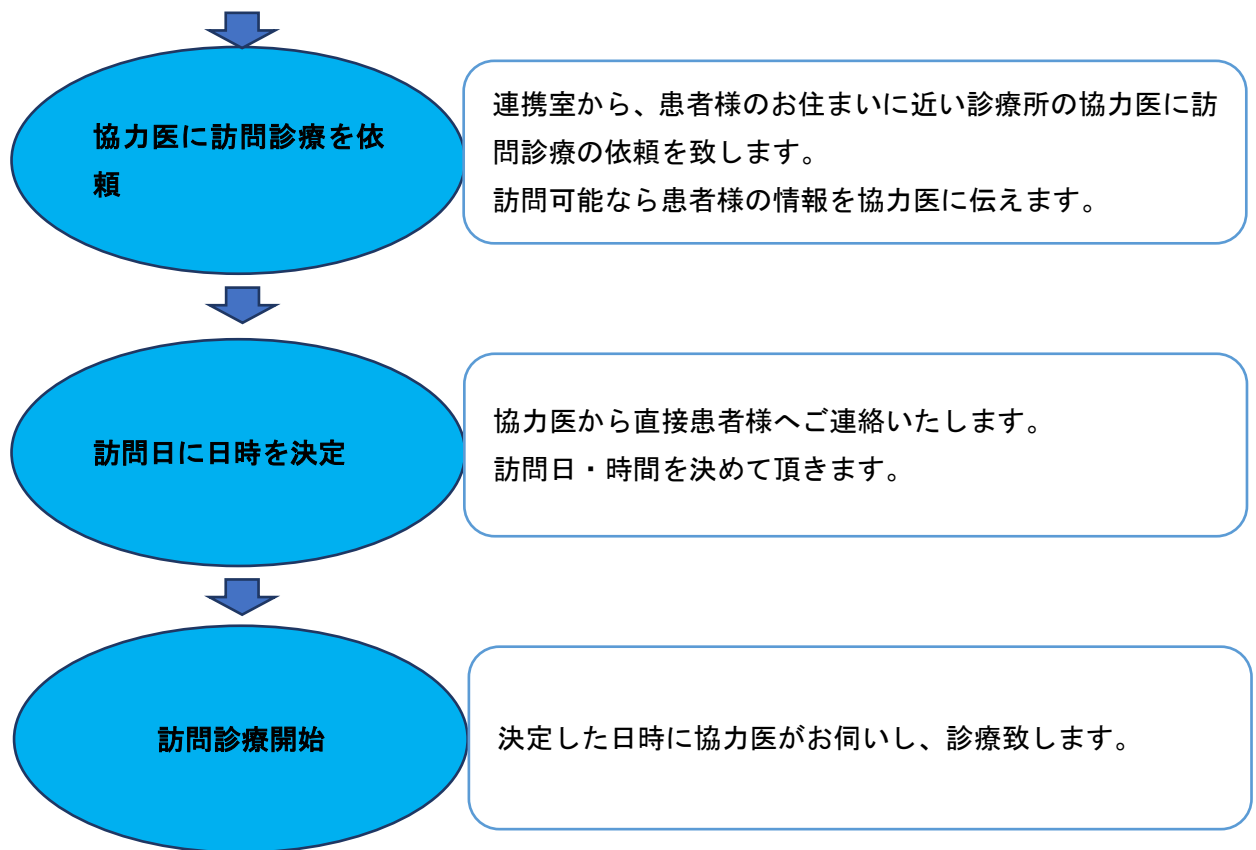 協力医に訪問診療を依
頼
連携室から、患者様のお住まいに近い診療所の協力医に訪
問診療の依頼を致します。
訪問可能なら患者様の情報を協力医に伝えます。
訪問日に日時を決定
協力医から直接患者様へご連絡いたします。
訪問日・時間を決めて頂きます。
訪問診療開始
決定した日時に協力医がお伺いし、診療致します。